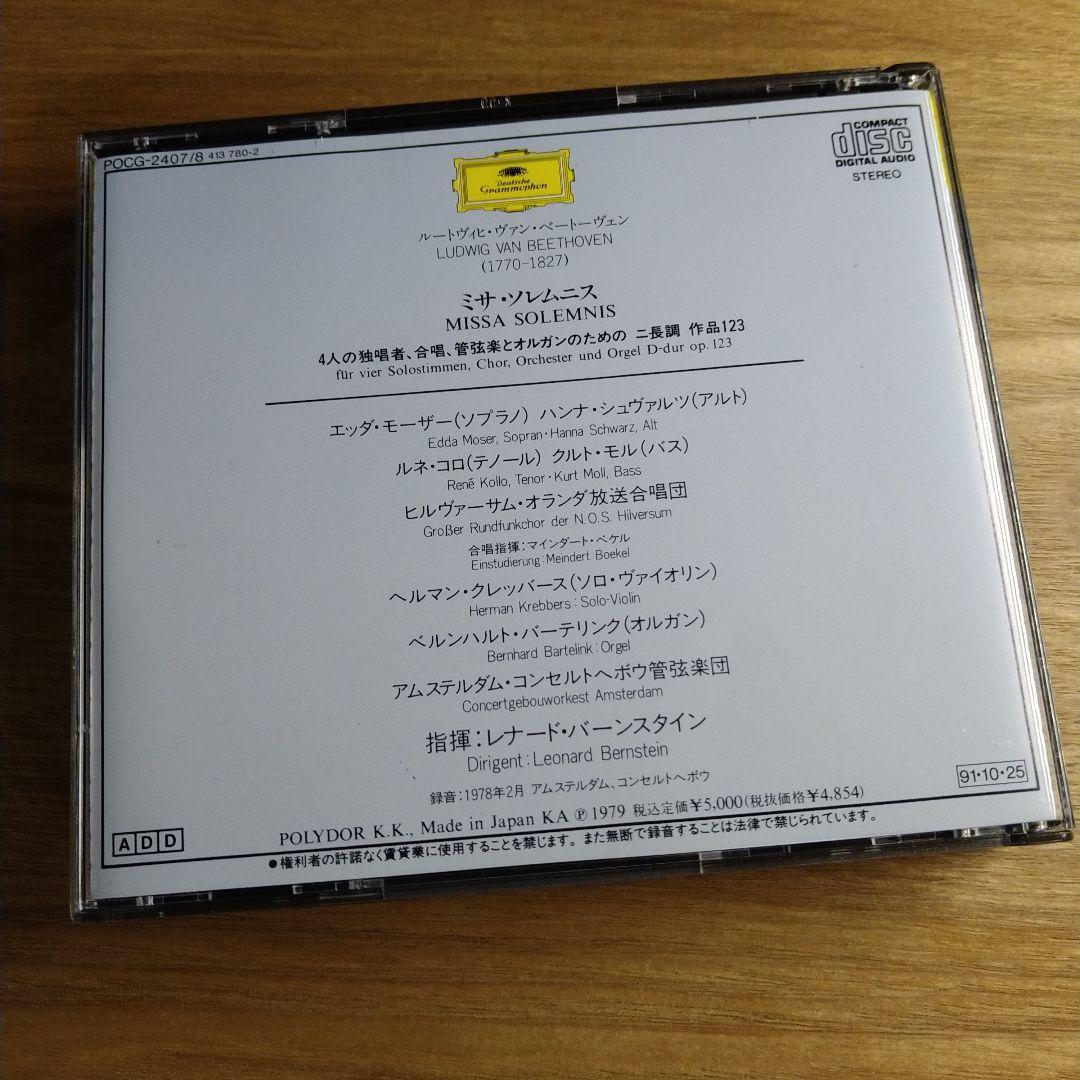 POCG-2407/8 413 780-2
COMPACT
disc
DIGITAL AUDIO
STEREO
Deutsche
Grammophon
ルートヴィヒ・ヴァン・ベートーヴェン
LUDWIG VAN BEETHOVEN
(1770-1827)
ミサ・ソレムニス
MISSA SOLEMNIS
4人の独唱者、合唱、管弦楽とオルガンのための ニ長調 作品123
für vier Solostimmen, Chor, Orchester und Orgel D-dur op. 123
エッダ・モーザー(ソプラノ) ハンナ・シュヴァルツ(アルト)
Edda Moser, Sopran・Hanna Schwarz, Alt
ルネ・コロ(テノール) クルト・モル(バス)
René Kollo, Tenor・Kurt Moll, Bass
ヒルヴァーサム・オランダ放送合唱団
Großer Rundfunkchor der N.O.S. Hilversum
合唱指揮:マインダート・ベケル
Einstudierung: Meindert Boekel
ヘルマン・クレッバース(ソロ・ヴァイオリン)
Herman Krebbers: Solo-Violin
ベルンハルト・バーテリンク(オルガン)
Bernhard Bartelink: Orgel
アムステルダム・コンセルトヘボウ管弦楽団
Concertgebouworkest Amsterdam
指揮:レナード・バーンスタイン
Dirigent: Leonard Bernstein
録音:1978年2月 アムステルダム、コンセルトヘボウ
91・10・25
POLYDOR K.K., Made in Japan KA ℗ 1979 税込定価¥5,000(税抜価格¥4,854)
ADD
●権利者の許諾なく賃貸業に使用することを禁じます。また無断で録音することは法律で禁じられています。